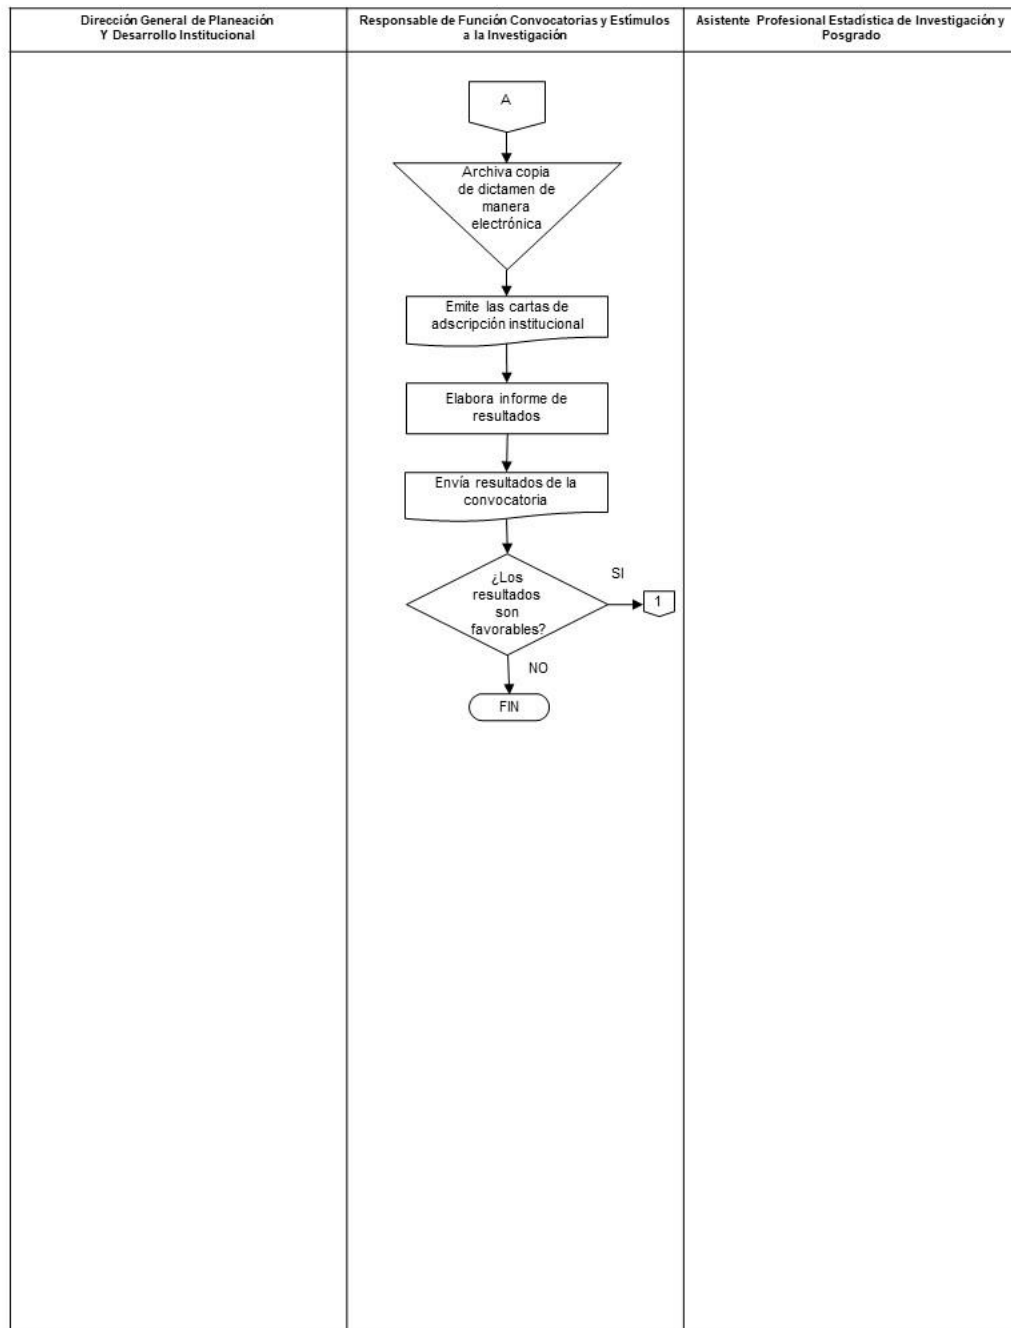 Dirección General de Planeación
Y Desarrollo Institucional
Responsable de Función Convocatorias y Estímulos
a la Investigación
Asistente Profesional Estadística de Investigación y
Posgrado
A
Archiva copia
de dictamen de
manera
electrónica
Emite las cartas de
adscripción institucional
Elabora informe de
resultados
Envía resultados de la
convocatoria
¿Los
resultados
son
favorables?
SI
1
NO
FIN